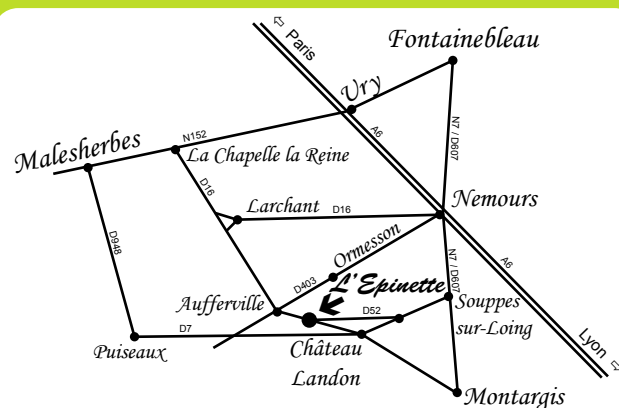 ⇦ Paris
Fontainebleau
Ury
N152
A6
N7 / D607
Malesherbes
La Chapelle la Reine
D16
Larchant
D16
Nemours
D948
Ormesson
N7 / D607
A6
D403
L'Epinette
Aufferville
D52
Souppes
sur-Loing
D7
Puiseaux
Château
Landon
Lyon ⇨
Montargis